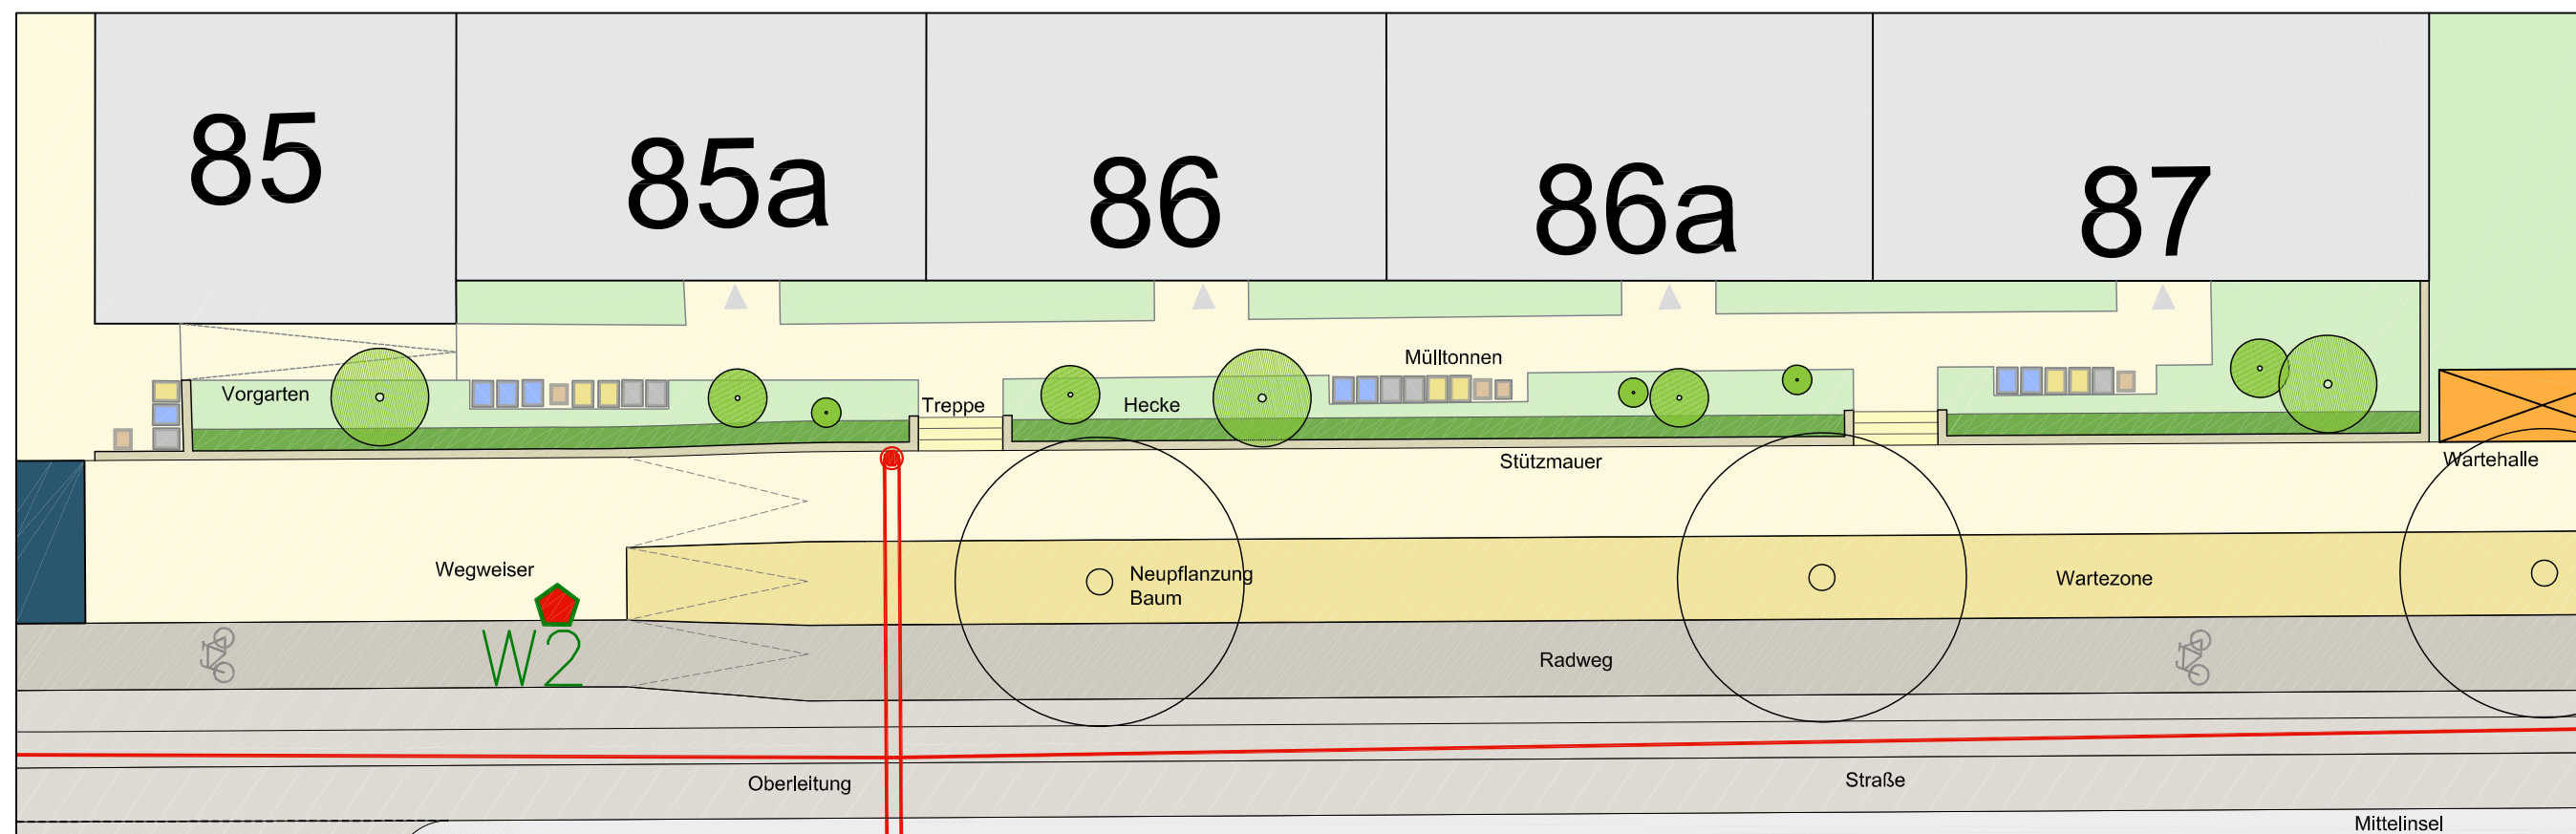 85
85a
86
86a
87
Mülltonnen
Vorgarten
Treppe
Hecke
Stützmauer
Wartehalle
Wegweiser
Neupflanzung
Baum
Wartezone
W2
Radweg
Oberleitung
Straße
Mittelinsel